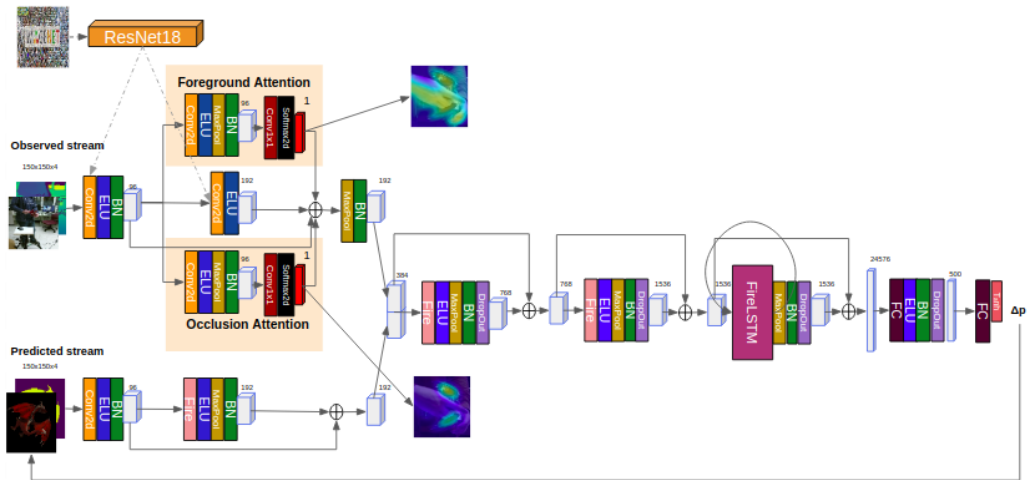 ResNet18
Foreground Attention
Conv2d
ELU
MaxPool
BN
96
Conv1x1
Softmax2d
1
Observed stream
150x150x4
Conv2d
ELU
BN
96
Conv2d
ELU
192
MaxPool
BN
192
Conv2d
ELU
MaxPool
BN
96
Conv1x1
Softmax2d
1
Occlusion Attention
384
Fire
ELU
MaxPool
BN
DropOut
768
768
Fire
ELU
MaxPool
BN
DropOut
1536
1536
FireLSTM
MaxPool
BN
DropOut
1536
24576
FC
ELU
BN
DropOut
500
FC
Δp
Predicted stream
150x150x4
Conv2d
ELU
BN
96
Fire
ELU
MaxPool
BN
192
192